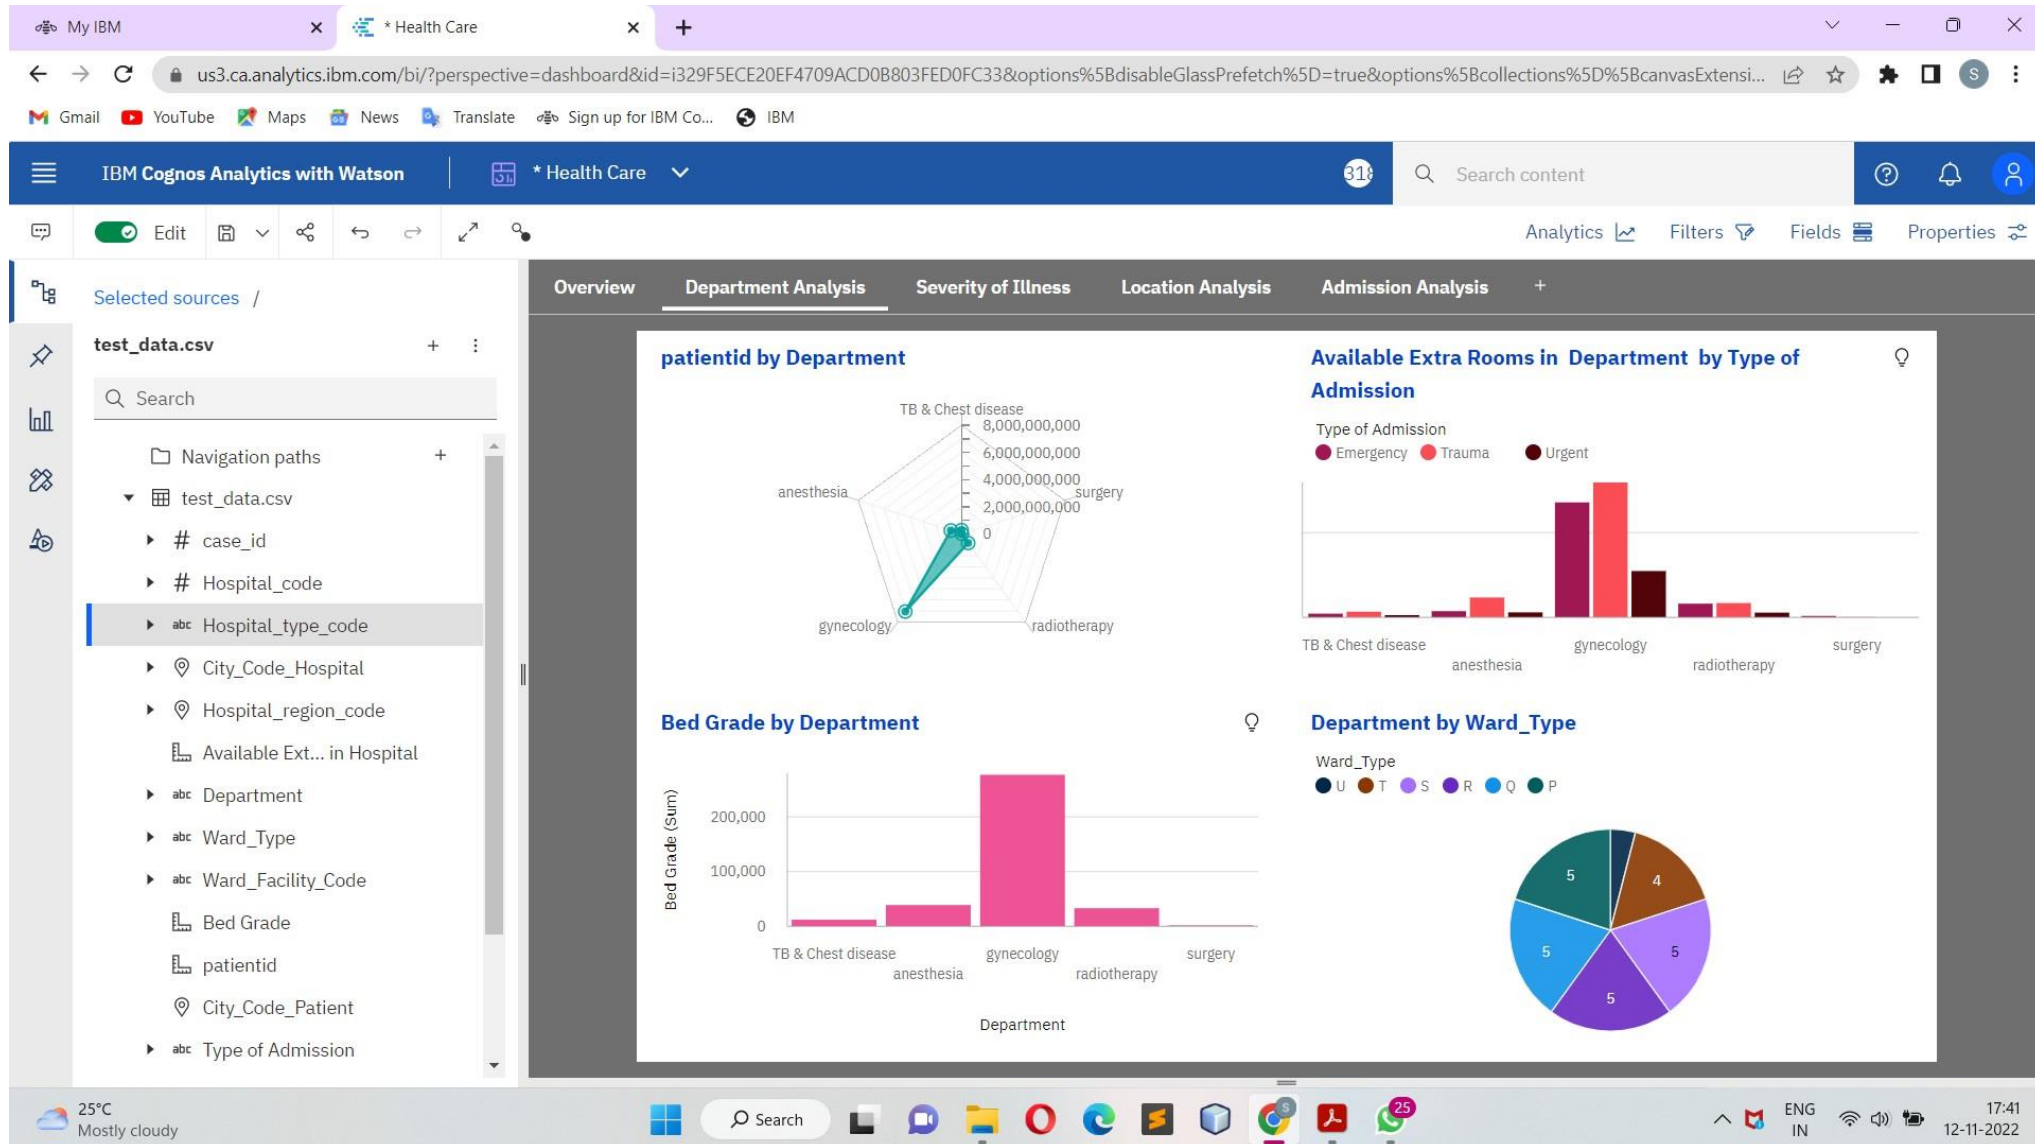 My IBM
* Health Care
us3.ca.analytics.ibm.com/bi/?perspective=dashboard&id=i329F5ECE20EF4709ACD0B803FED0FC33&options%5BdisableGlassPrefetch%5D=true&options%5Bcollections%5D%5BcanvasExtensi...
S
Gmail YouTube Maps News Translate Sign up for IBM Co... IBM
IBM Cognos Analytics with Watson
* Health Care
Search content
Edit
Analytics Filters Fields Properties
Selected sources /
test_data.csv
Search
Navigation paths
test_data.csv
# case_id
# Hospital_code
abc Hospital_type_code
City_Code_Hospital
Hospital_region_code
Available Ext... in Hospital
abc Department
abc Ward_Type
abc Ward_Facility_Code
Bed Grade
patientid
City_Code_Patient
abc Type of Admission
Overview Department Analysis Severity of Illness Location Analysis Admission Analysis +
patientid by Department
TB & Chest disease
8,000,000,000
6,000,000,000
4,000,000,000
2,000,000,000
0
anesthesia
surgery
gynecology
radiotherapy
Available Extra Rooms in Department by Type of
Admission
Type of Admission
Emergency Trauma Urgent
TB & Chest disease
anesthesia
gynecology
radiotherapy
surgery
Bed Grade by Department
Bed Grade (Sum)
200,000
100,000
0
TB & Chest disease
anesthesia
gynecology
radiotherapy
surgery
Department
Department by Ward_Type
Ward_Type
U T S R Q P
5
4
5
5
5
25°C
Mostly cloudy
Search
S
25
ENG
IN
17:41
12-11-2022